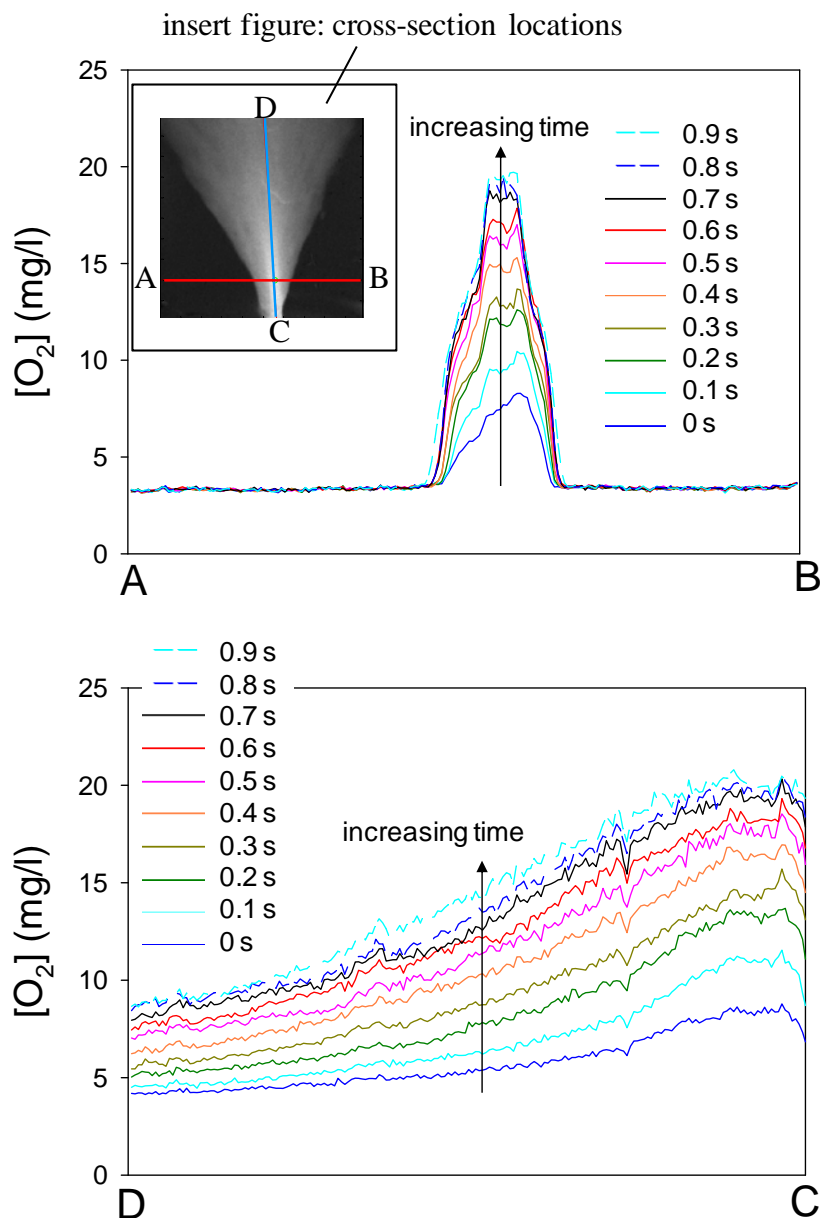 insert figure: cross-section locations
25
20
15
10
5
0
[O2] (mg/l)
D
A
B
C
increasing time
0.9 s
0.8 s
0.7 s
0.6 s
0.5 s
0.4 s
0.3 s
0.2 s
0.1 s
0 s
A
B
0.9 s
0.8 s
0.7 s
0.6 s
0.5 s
0.4 s
0.3 s
0.2 s
0.1 s
0 s
25
20
15
10
5
0
[O2] (mg/l)
increasing time
D
C